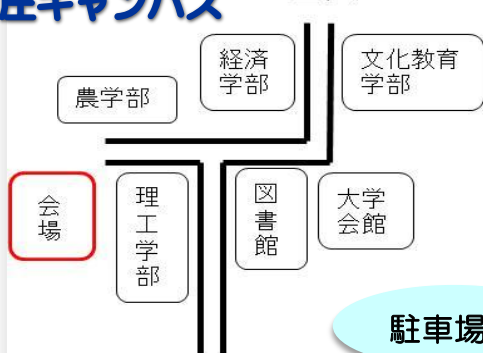 庄キャンパス
経済
学部
文化教育
学部
農学部
会
場
理
工
学
部
図
書
館
大学
会館
駐車場